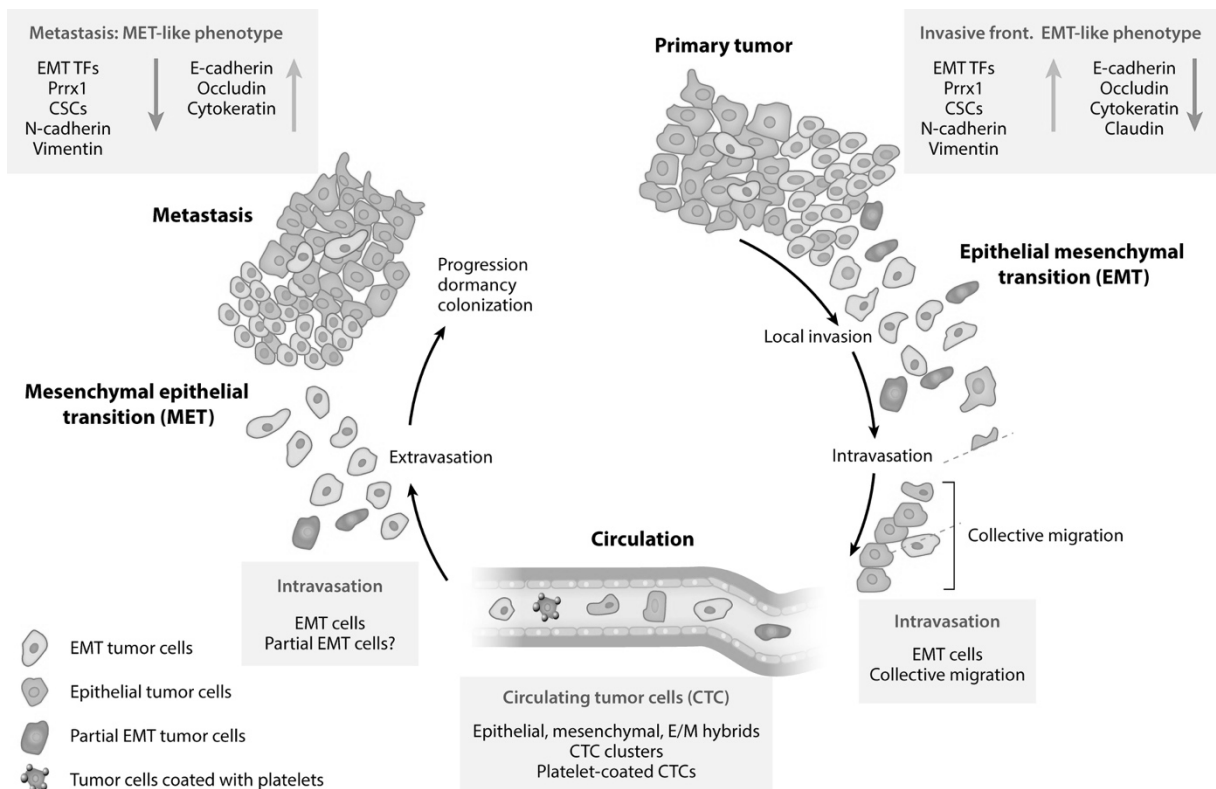 Metastasis: MET-like phenotype
EMT TFs
Prrx1
CSCs
N-cadherin
Vimentin
E-cadherin
Occludin
Cytokeratin
Primary tumor
Invasive front. EMT-like phenotype
EMT TFs
Prrx1
CSCs
N-cadherin
Vimentin
E-cadherin
Occludin
Cytokeratin
Claudin
Metastasis
Progression
dormancy
colonization
Epithelial mesenchymal
transition (EMT)
Local invasion
Mesenchymal epithelial
transition (MET)
Extravasation
Intravasation
Collective migration
Circulation
Intravasation
EMT cells
Partial EMT cells?
Intravasation
EMT cells
Collective migration
Circulating tumor cells (CTC)
Epithelial, mesenchymal, E/M hybrids
CTC clusters
Platelet-coated CTCs
EMT tumor cells
Epithelial tumor cells
Partial EMT tumor cells
Tumor cells coated with platelets